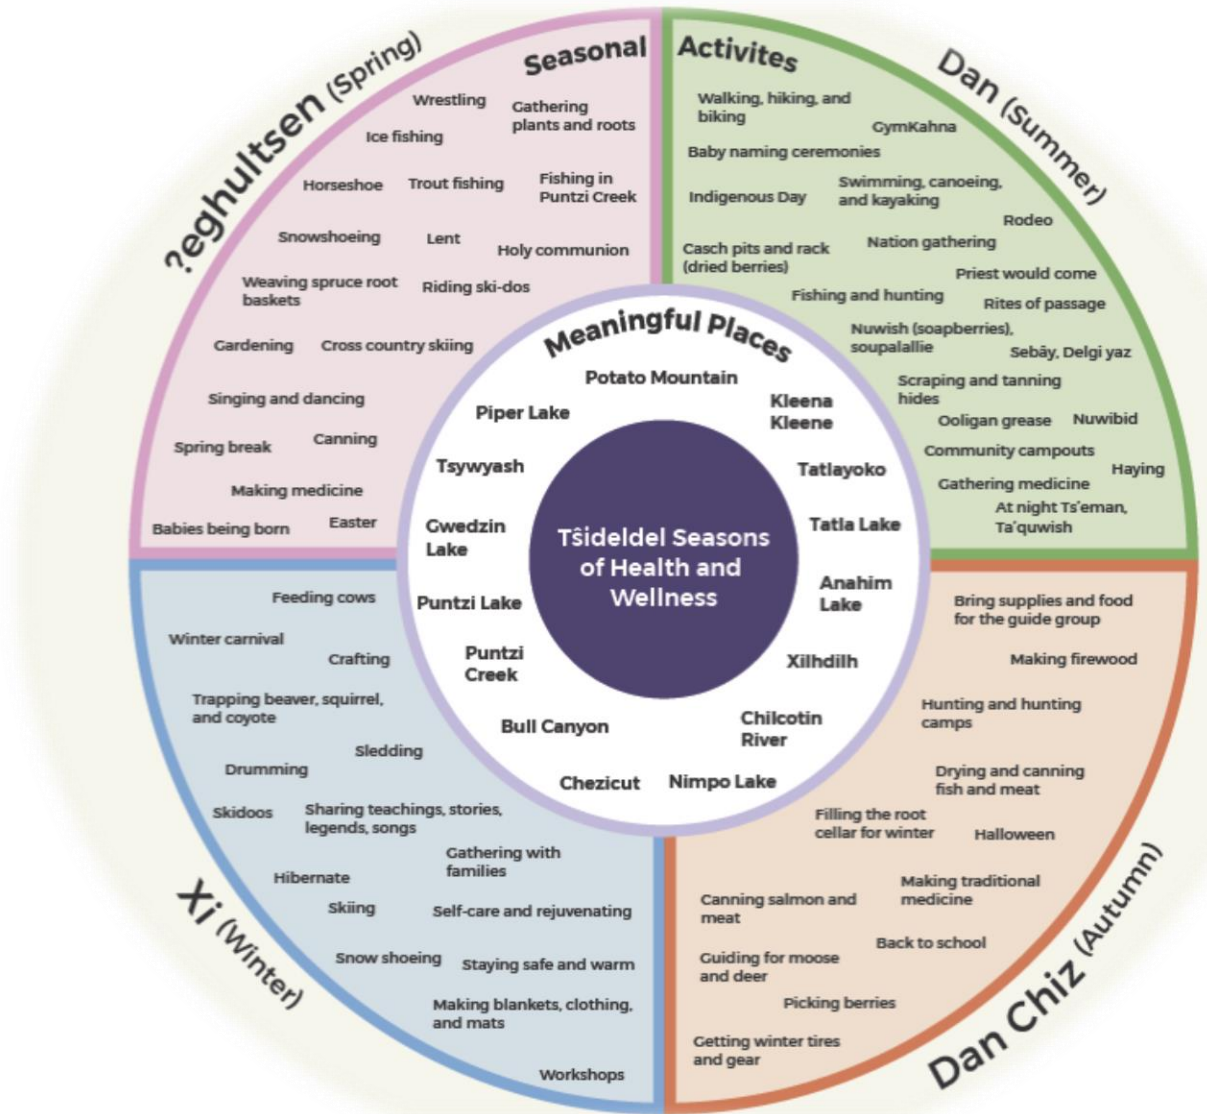 ?eghultsen (Spring)
Seasonal
Wrestling
Gathering
plants and roots
Ice fishing
Horseshoe
Trout fishing
Fishing in
Puntzi Creek
Snowshoeing
Lent
Holy communion
Weaving spruce root
baskets
Riding ski-dos
Gardening
Cross country skiing
Singing and dancing
Spring break
Canning
Making medicine
Babies being born
Easter
Activites
Dan (Summer)
Walking, hiking, and
biking
GymKahna
Baby naming ceremonies
Indigenous Day
Swimming, canoeing,
and kayaking
Rodeo
Nation gathering
Casch pits and rack
(dried berries)
Priest would come
Fishing and hunting
Rites of passage
Nuwish (soapberries),
soupalallie
Sebây, Delgi yaz
Scraping and tanning
hides
Ooligan grease
Nuwibid
Community campouts
Haying
Gathering medicine
At night Ts'eman,
Ta'quwish
Meaningful Places
Potato Mountain
Piper Lake
Kleena
Kleene
Tsywyash
Tatlayoko
Gwedzin
Lake
Tatla Lake
Anahim
Lake
Puntzi Lake
Puntzi
Creek
Xilhdilh
Bull Canyon
Chilcotin
River
Chezicut
Nimpo Lake
Tŝideldel Seasons
of Health and
Wellness
Xi (Winter)
Feeding cows
Winter carnival
Crafting
Trapping beaver, squirrel,
and coyote
Sledding
Drumming
Skidoos
Sharing teachings, stories,
legends, songs
Gathering with
families
Hibernate
Skiing
Self-care and rejuvenating
Snow shoeing
Staying safe and warm
Making blankets, clothing,
and mats
Workshops
Dan Chiz (Autumn)
Bring supplies and food
for the guide group
Making firewood
Hunting and hunting
camps
Drying and canning
fish and meat
Filling the root
cellar for winter
Halloween
Making traditional
medicine
Canning salmon and
meat
Back to school
Guiding for moose
and deer
Picking berries
Getting winter tires
and gear